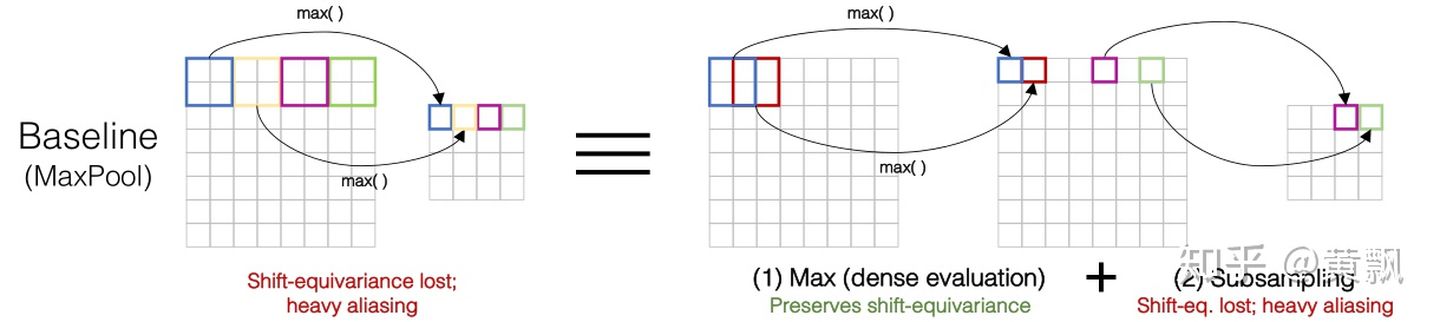 max( )
max( )
Baseline
(MaxPool)
max( )
max( )
Shift-equivariance lost;
heavy aliasing
(1) Max (dense evaluation)
Preserves shift-equivariance
+
(2) Subsampling
Shift-eq. lost; heavy aliasing
知乎 @黄飘